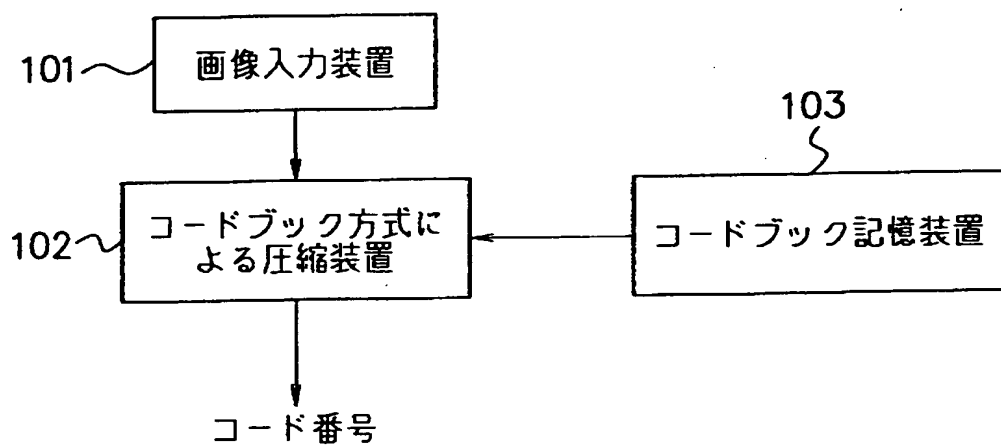 101
画像入力装置
103
102
コードブック方式に
よる圧縮装置
コードブック記憶装置
コード番号